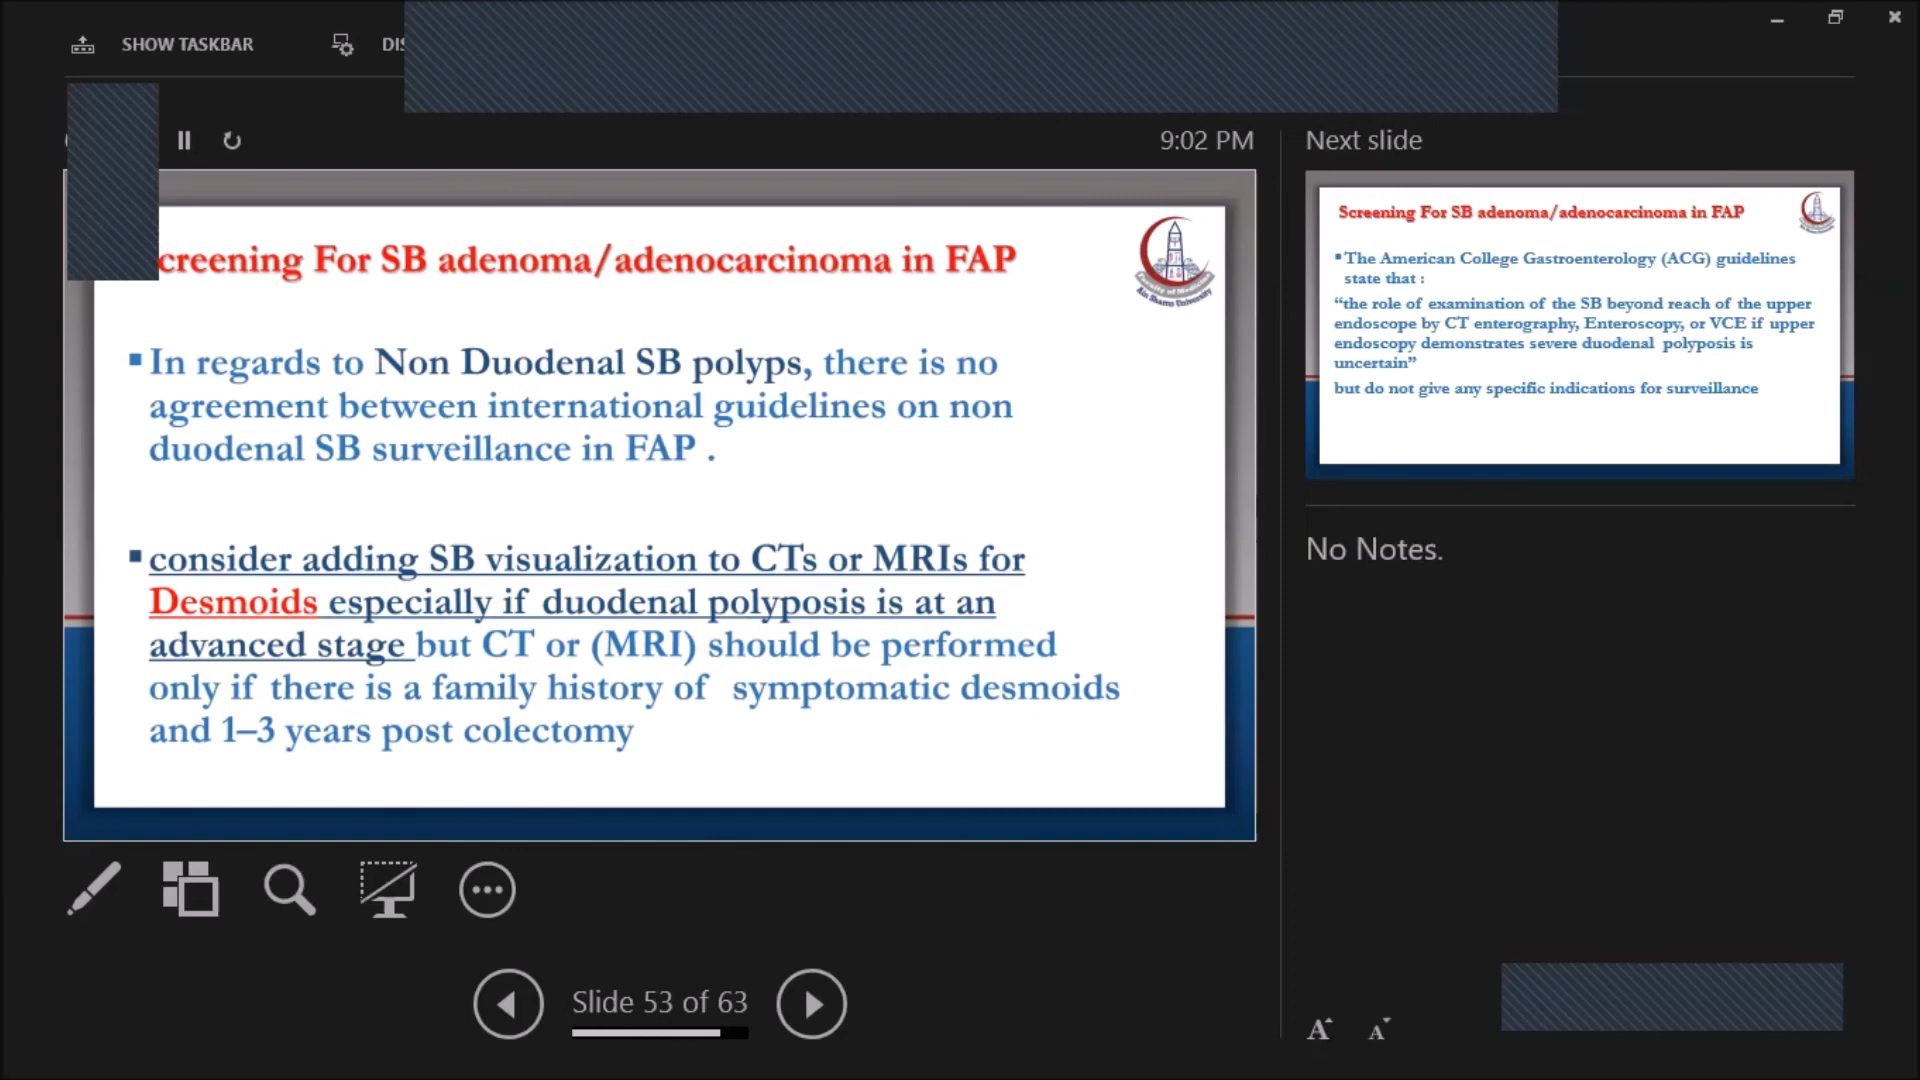 SHOW TASKBAR
9:02 PM
Next slide
creening For SB adenoma/adenocarcinoma in FAP
Ain Shams University
▪In regards to Non Duodenal SB polyps, there is no
agreement between international guidelines on non
duodenal SB surveillance in FAP .
▪consider adding SB visualization to CTs or MRIs for
Desmoids especially if duodenal polyposis is at an
advanced stage but CT or (MRI) should be performed
only if there is a family history of symptomatic desmoids
and 1–3 years post colectomy
Slide 53 of 63
Screening For SB adenoma/adenocarcinoma in FAP
▪The American College Gastroenterology (ACG) guidelines
state that :
“the role of examination of the SB beyond reach of the upper
endoscope by CT enterography, Enteroscopy, or VCE if upper
endoscopy demonstrates severe duodenal polyposis is
uncertain”
but do not give any specific indications for surveillance
No Notes.
A A